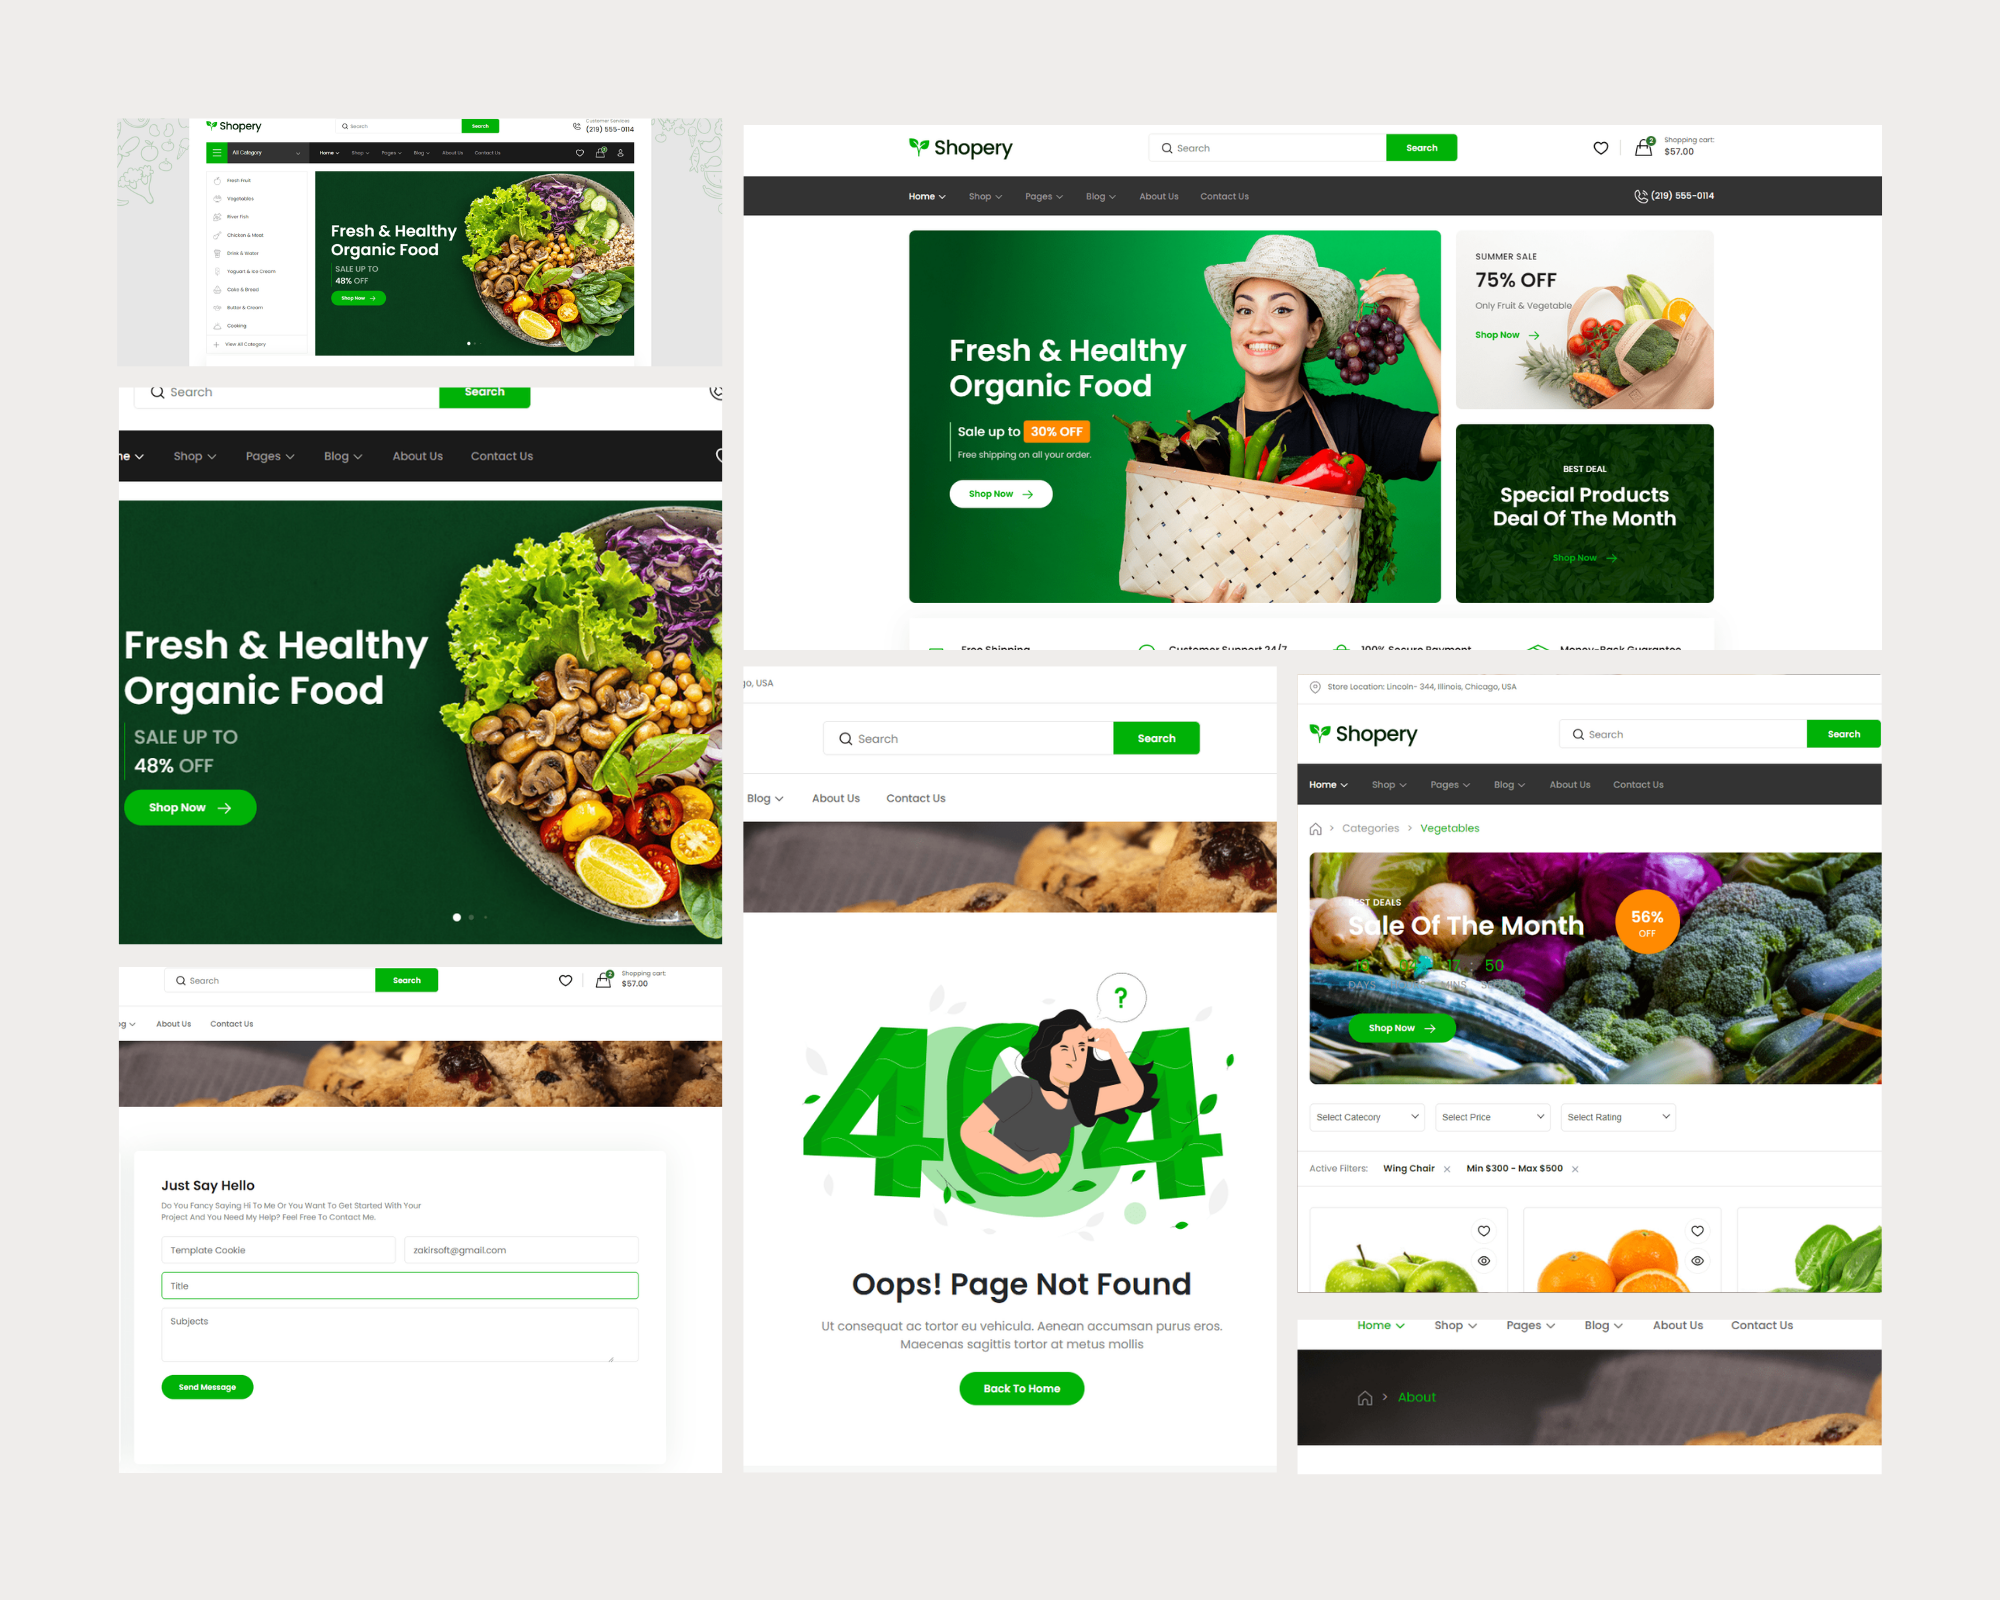 Shopery
Search
Search
Customer Services
(219) 555-0114
All Category
Home
Shop
Pages
Blog
About Us
Contact Us
Fresh Fruit
Vegetables
River Fish
Chicken & Meat
Drink & Water
Yogurt & Ice Cream
Cake & Bread
Butter & Cream
Cooking
View All Category
Fresh & Healthy
Organic Food
SALE UP TO
48% OFF
Shop Now
Shopery
Search
Search
2
Shopping cart:
$57.00
Home
Shop
Pages
Blog
About Us
Contact Us
(219) 555-0114
Fresh & Healthy
Organic Food
Sale up to 30% OFF
Free shipping on all your order.
Shop Now
SUMMER SALE
75% OFF
Only Fruit & Vegetable
Shop Now
BEST DEAL
Special Products
Deal Of The Month
Shop Now
Free Shipping
Customer Support 24/7
100% Secure Payment
Money-Back Guarantee
Search
Search
ne
Shop
Pages
Blog
About Us
Contact Us
Fresh & Healthy
Organic Food
SALE UP TO
48% OFF
Shop Now
Search
Search
2
Shopping cart:
$57.00
og
About Us
Contact Us
Just Say Hello
Do You Fancy Saying Hi To Me Or You Want To Get Started With Your
Project And You Need My Help? Feel Free To Contact Me.
Template Cookie
zakirsoft@gmail.com
Title
Subjects
Send Message
go, USA
Search
Search
Blog
About Us
Contact Us
?
404
Oops! Page Not Found
Ut consequat ac tortor eu vehicula. Aenean accumsan purus eros.
Maecenas sagittis tortor at metus mollis
Back To Home
Store Location: Lincoln- 344, Illinois, Chicago, USA
Shopery
Search
Search
Home
Shop
Pages
Blog
About Us
Contact Us
Categories
Vegetables
BEST DEALS
Sale Of The Month
56%
OFF
17 : 50
DAYS
MINS
Shop Now
Select Catecory
Select Price
Select Rating
Active Filters:
Wing Chair
Min $300 - Max $500
Home
Shop
Pages
Blog
About Us
Contact Us
About